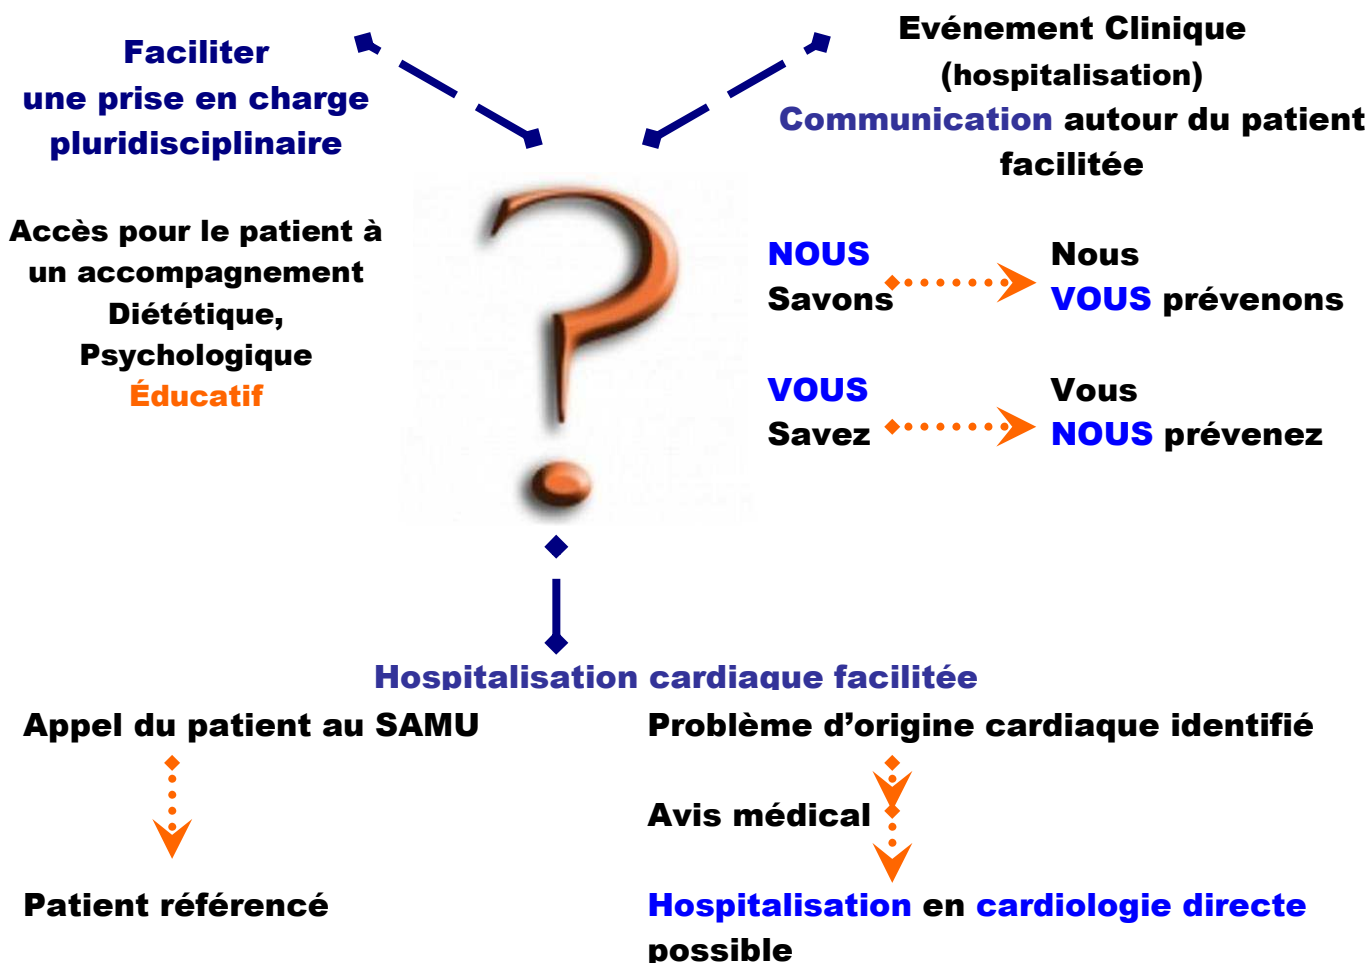 Faciliter
une prise en charge
pluridisciplinaire
Accès pour le patient à
un accompagnement
Diététique,
Psychologique
Éducatif
Evénement Clinique
(hospitalisation)
Communication autour du patient
facilitée
NOUS
Savons
Nous
VOUS prévenons
VOUS
Savez
Vous
NOUS prévenez
Hospitalisation cardiaque facilitée
Appel du patient au SAMU
Patient référencé
Problème d’origine cardiaque identifié
Avis médical
Hospitalisation en cardiologie directe
possible